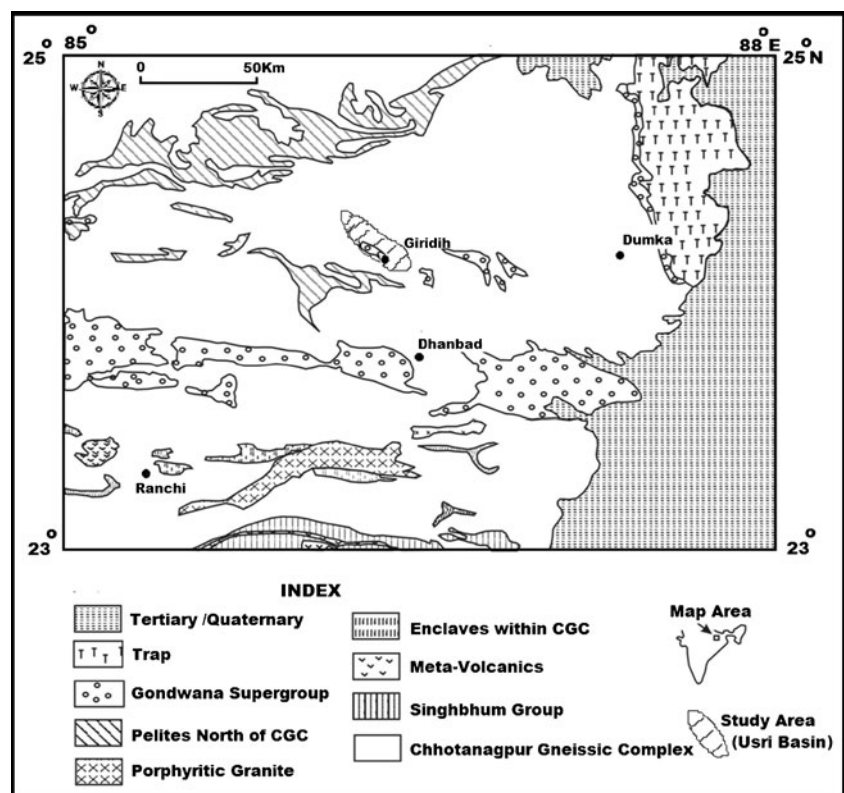 85°
88 E
25°
25 N
0 50Km
N
W E
S
Giridih
Dumka
Dhanbad
Ranchi
23°
23°
INDEX
Tertiary /Quaternary
Trap
Gondwana Supergroup
Pelites North of CGC
Porphyritic Granite
Enclaves within CGC
Meta-Volcanics
Singhbhum Group
Chhotanagpur Gneissic Complex
Map Area
Study Area
(Usri Basin)